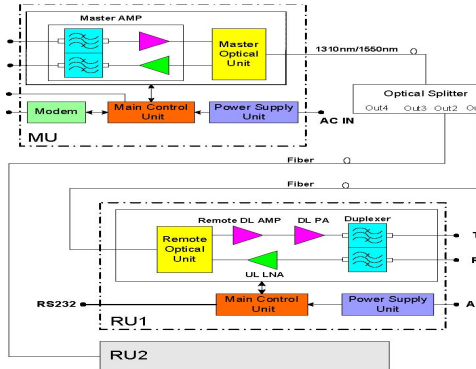 Master AMP
Master
Optical
Unit
1310nm/1550nm
Optical Splitter
Out4 Out3 Out2
Modem
Main Control
Unit
Power Supply
Unit
AC IN
MU
Fiber
Fiber
Remote DL AMP DL PA Duplexer
Remote
Optical
Unit
UL LNA
RS232
Main Control
Unit
Power Supply
Unit
RU1
RU2